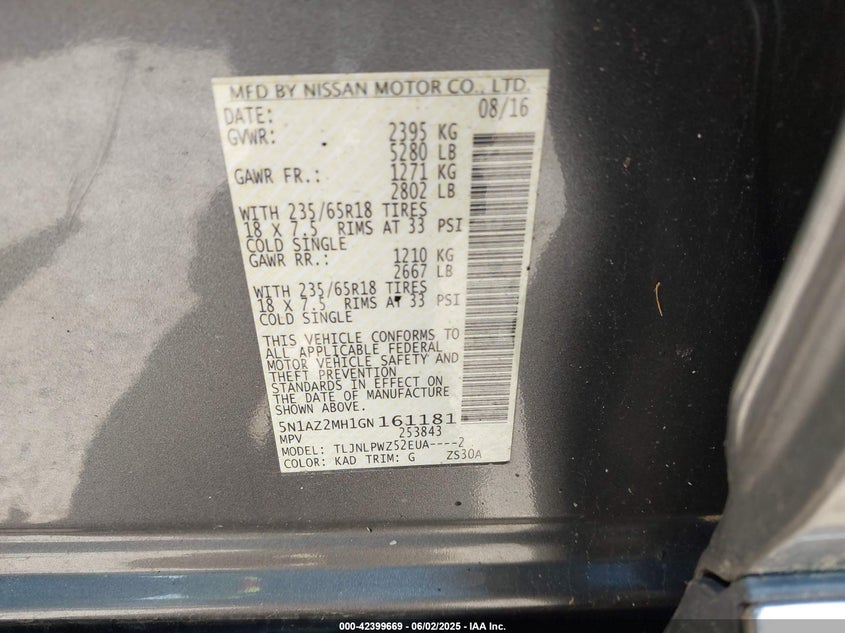 MFD BY NISSAN MOTOR CO., LTD.
DATE: 08/16
GVWR: 2395 KG
5280 LB
GAWR FR.: 1271 KG
2802 LB
WITH 235/65R18 TIRES
18 X 7.5 RIMS AT 33 PSI
COLD SINGLE
GAWR RR.: 1210 KG
2667 LB
WITH 235/65R18 TIRES
18 X 7.5 RIMS AT 33 PSI
COLD SINGLE
THIS VEHICLE CONFORMS TO
ALL APPLICABLE FEDERAL
MOTOR VEHICLE SAFETY AND
THEFT PREVENTION
STANDARDS IN EFFECT ON
THE DATE OF MANUFACTURE
SHOWN ABOVE.
5N1AZ2MH1GN161181
MPV 253843
MODEL: TLJNLPWZ52EUA----2
COLOR: KAD TRIM: G ZS30A
000-42399669 - 06/02/2025 - IAA Inc.